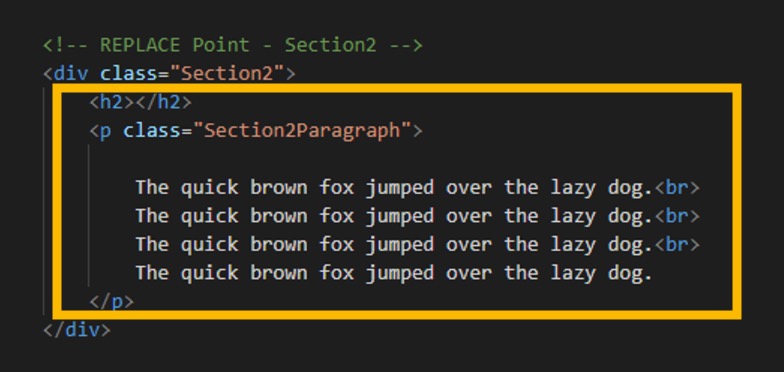 <!-- REPLACE Point - Section2 -->
<div class="Section2">
<h2></h2>
<p class="Section2Paragraph">
The quick brown fox jumped over the lazy dog.<br>
The quick brown fox jumped over the lazy dog.<br>
The quick brown fox jumped over the lazy dog.<br>
The quick brown fox jumped over the lazy dog.
</p>
</div>